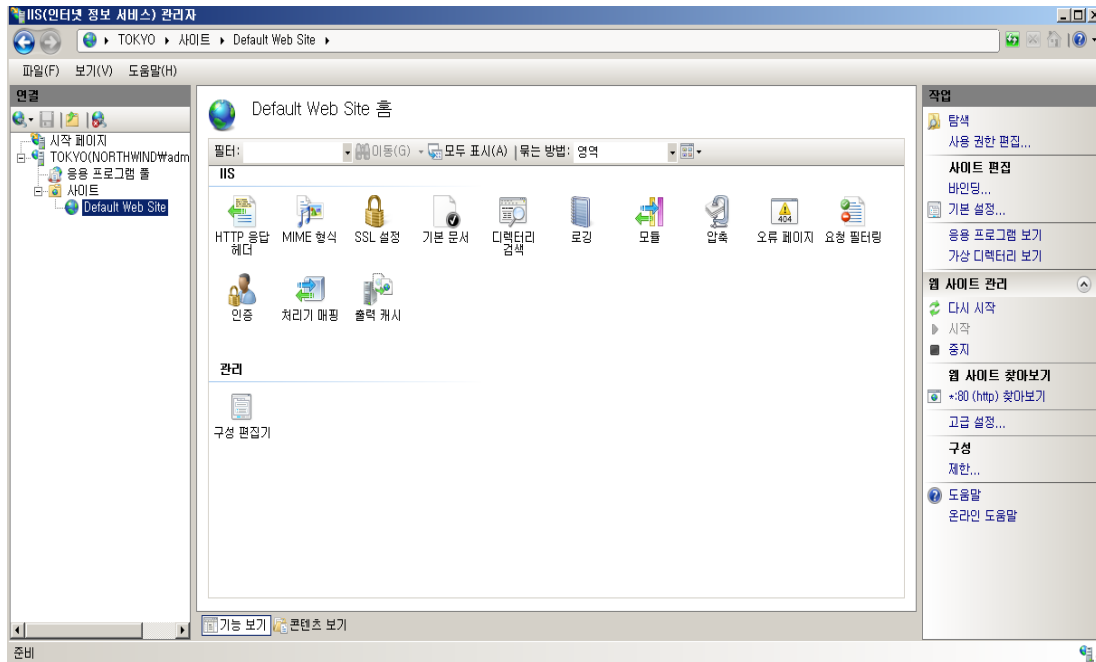 IIS(인터넷 정보 서비스) 관리자
TOKYO
사이트
Default Web Site
파일(F) 보기(V) 도움말(H)
연결
시작 페이지
TOKYO(NORTHWIND₩adm
응용 프로그램 풀
사이트
Default Web Site
Default Web Site 홈
필터: 이동(G) 모두 표시(A) 묶는 방법: 영역
IIS
HTTP 응답 헤더
MIME 형식
SSL 설정
기본 문서
디렉터리 검색
로깅
모듈
압축
404
오류 페이지
요청 필터링
인증
처리기 매핑
출력 캐시
관리
구성 편집기
기능 보기 콘텐츠 보기
준비
작업
탐색
사용 권한 편집...
사이트 편집
바인딩...
기본 설정...
응용 프로그램 보기
가상 디렉터리 보기
웹 사이트 관리
다시 시작
시작
중지
웹 사이트 찾아보기
*:80 (http) 찾아보기
고급 설정...
구성
제한...
도움말
온라인 도움말